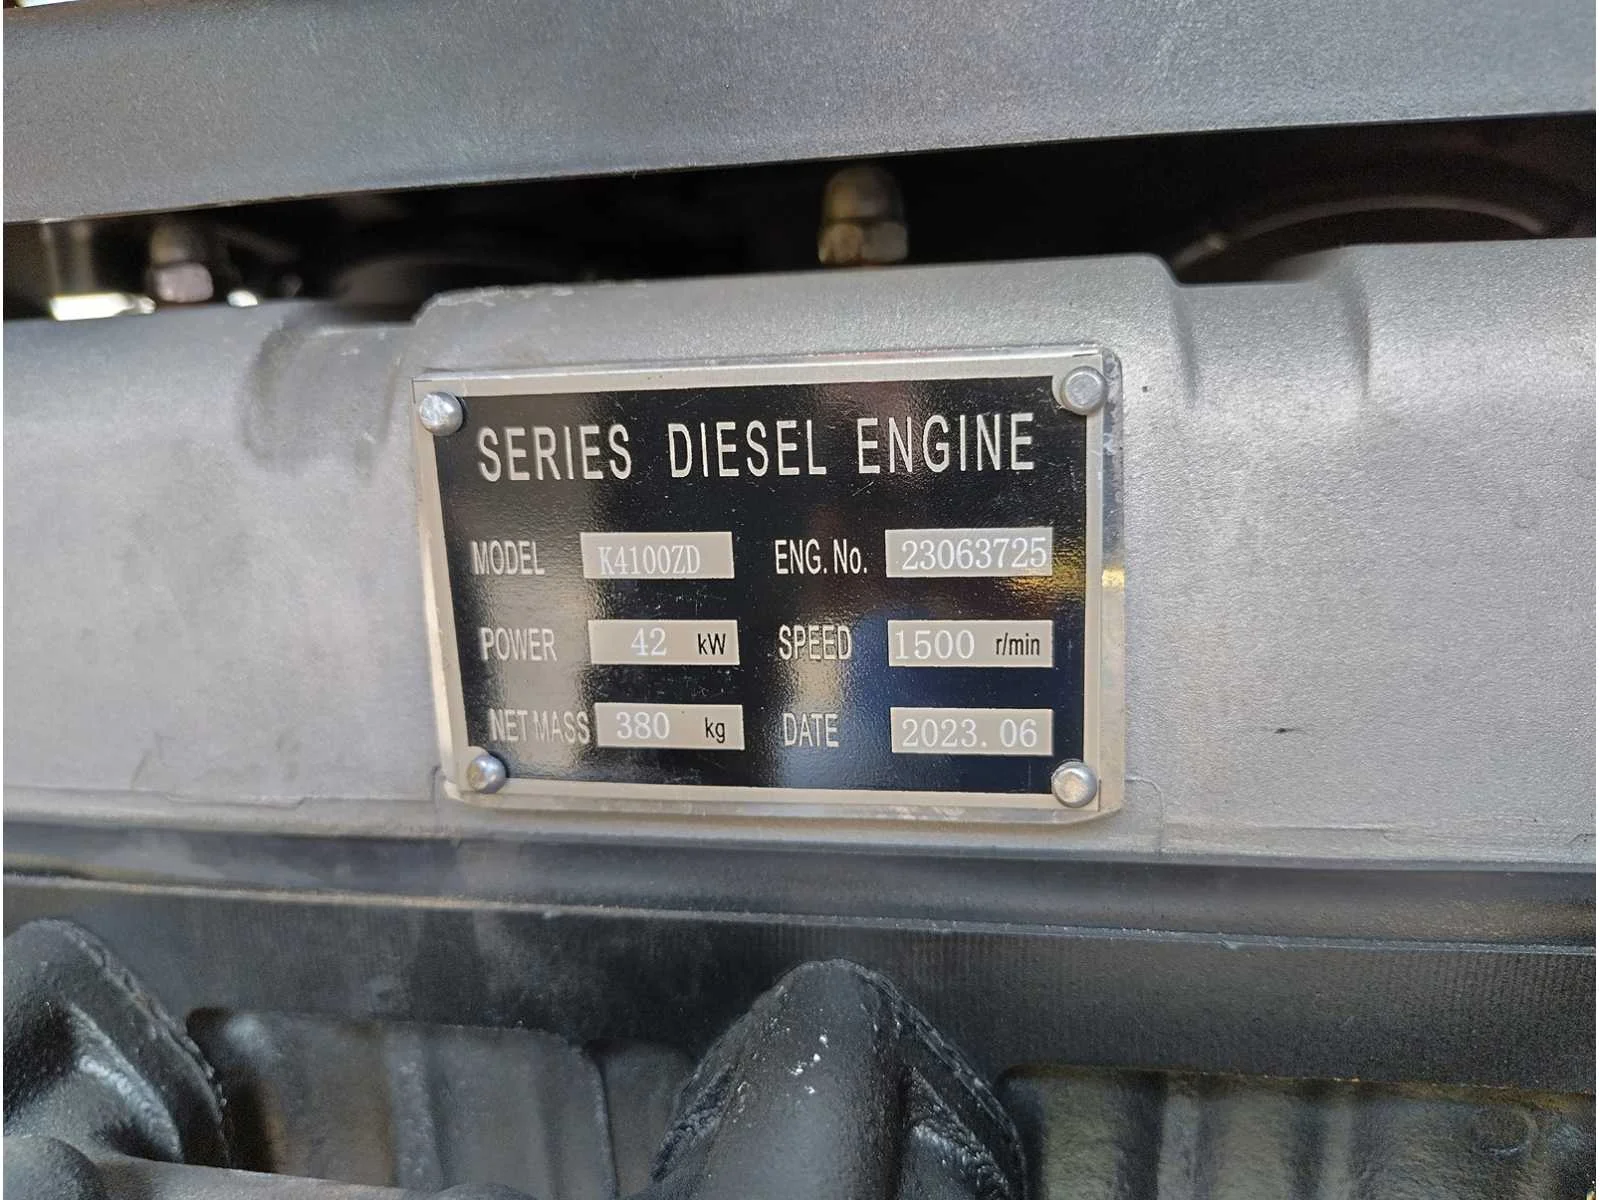 SERIES DIESEL ENGINE
MODEL K4100ZD ENG. No. 23063725
POWER 42 kW SPEED 1500 r/min
NET MASS 380 kg DATE 2023. 06